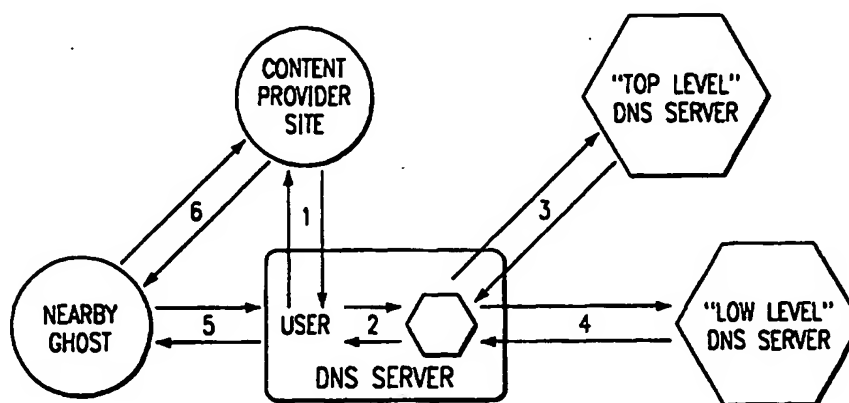 CONTENT
PROVIDER
SITE
"TOP LEVEL"
DNS SERVER
6
1
3
NEARBY
GHOST
5
USER
2
4
"LOW LEVEL"
DNS SERVER
DNS SERVER